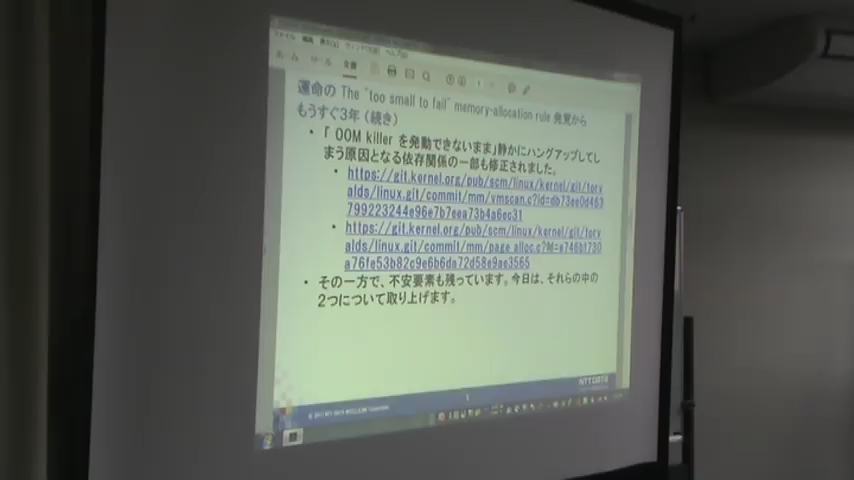 運命の The "too small to fail" memory-allocation rule 発覚から
もうすぐ3年 (続き)
• 「 OOM killer を発動できないまま」静かにハングアップしてし
まう原因となる依存関係の一部も修正されました。
• https://git.kernel.org/pub/scm/linux/kernel/git/torv
alds/linux.git/commit/mm/vmscan.c?id=db73ee0d463
799223244e96e7b7eea73b4a6ec31
• https://git.kernel.org/pub/scm/linux/kernel/git/torv
alds/linux.git/commit/mm/page_alloc.c?id=e746b1730
a76fe53b82c9e6b6da72d58e9ae3565
• その一方で、不安要素も残っています。今日は、それらの中の
2つについて取り上げます。
NTT DATA